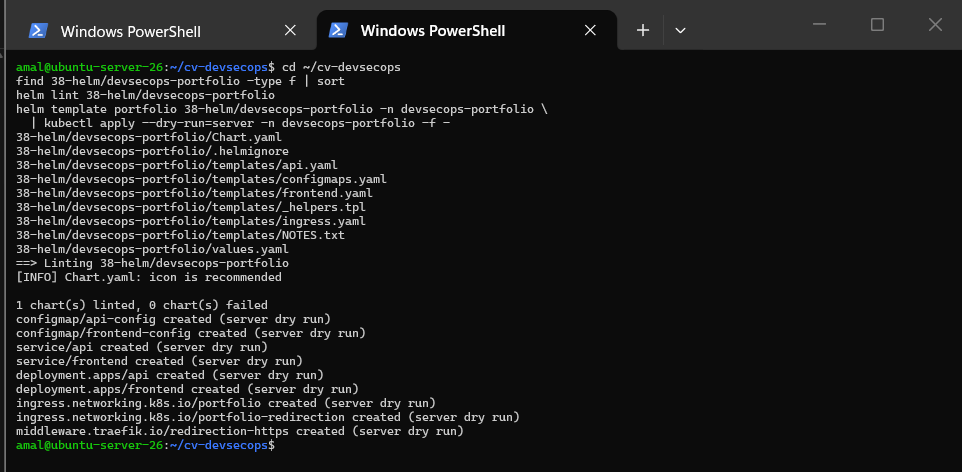 Windows PowerShell
Windows PowerShell
amal@ubuntu-server-26:~/cv-devsecops$ cd ~/cv-devsecops
find 38-helm/devsecops-portfolio -type f | sort
helm lint 38-helm/devsecops-portfolio
helm template portfolio 38-helm/devsecops-portfolio -n devsecops-portfolio \
  | kubectl apply --dry-run=server -n devsecops-portfolio -f -
38-helm/devsecops-portfolio/Chart.yaml
38-helm/devsecops-portfolio/.helmignore
38-helm/devsecops-portfolio/templates/api.yaml
38-helm/devsecops-portfolio/templates/configmaps.yaml
38-helm/devsecops-portfolio/templates/frontend.yaml
38-helm/devsecops-portfolio/templates/_helpers.tpl
38-helm/devsecops-portfolio/templates/ingress.yaml
38-helm/devsecops-portfolio/templates/NOTES.txt
38-helm/devsecops-portfolio/values.yaml
==> Linting 38-helm/devsecops-portfolio
[INFO] Chart.yaml: icon is recommended

1 chart(s) linted, 0 chart(s) failed
configmap/api-config created (server dry run)
configmap/frontend-config created (server dry run)
service/api created (server dry run)
service/frontend created (server dry run)
deployment.apps/api created (server dry run)
deployment.apps/frontend created (server dry run)
ingress.networking.k8s.io/portfolio created (server dry run)
ingress.networking.k8s.io/portfolio-redirection created (server dry run)
middleware.traefik.io/redirection-https created (server dry run)
amal@ubuntu-server-26:~/cv-devsecops$